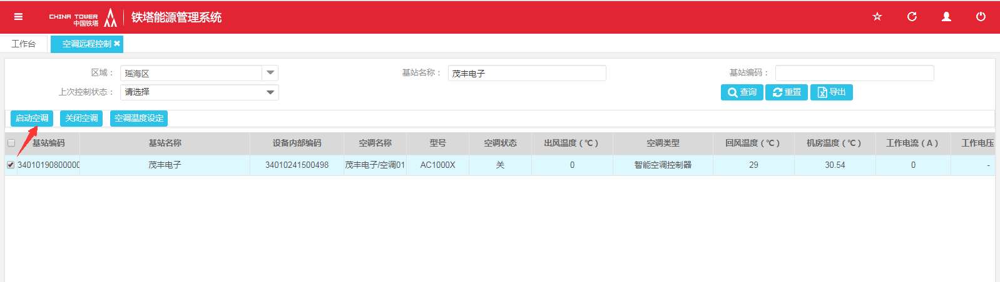 CHINA TOWER
中国铁塔
铁塔能源管理系统
工作台 空调远程控制
区域： 瑶海区 基站名称： 茂丰电子 基站编码：
上次控制状态： 请选择 查询 重置 导出
启动空调 关闭空调 空调温度设定
基站编码 基站名称 设备内部编码 空调名称 型号 空调状态 出风温度（℃） 空调类型 回风温度（℃） 机房温度（℃） 工作电流（A） 工作电压
34010190800000 茂丰电子 34010241500498 茂丰电子/空调01 AC1000X 关 0 智能空调控制器 29 30.54 0 -